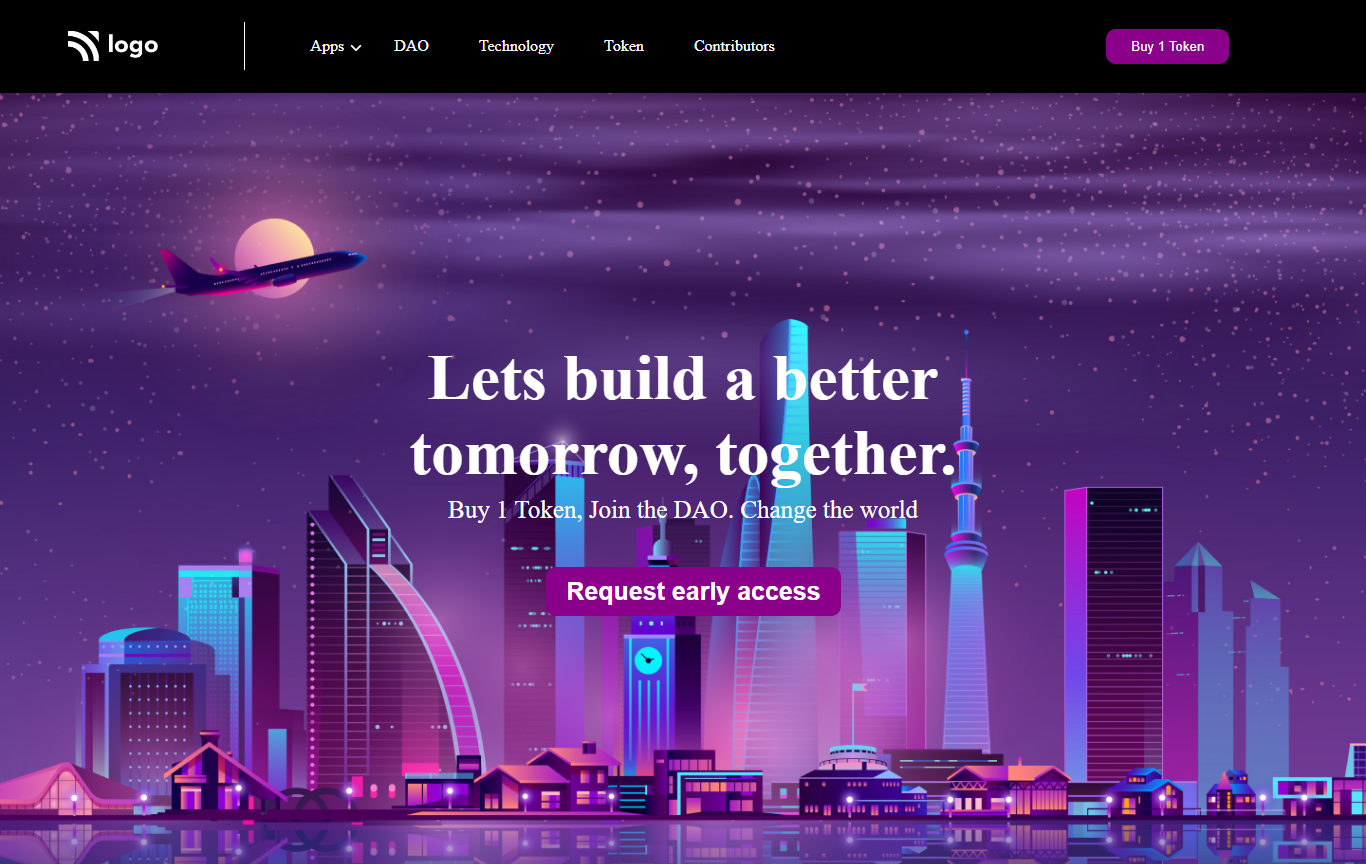 logo
Apps
DAO
Technology
Token
Contributors
Buy 1 Token
Lets build a better
tomorrow, together.
Buy 1 Token, Join the DAO. Change the world
Request early access